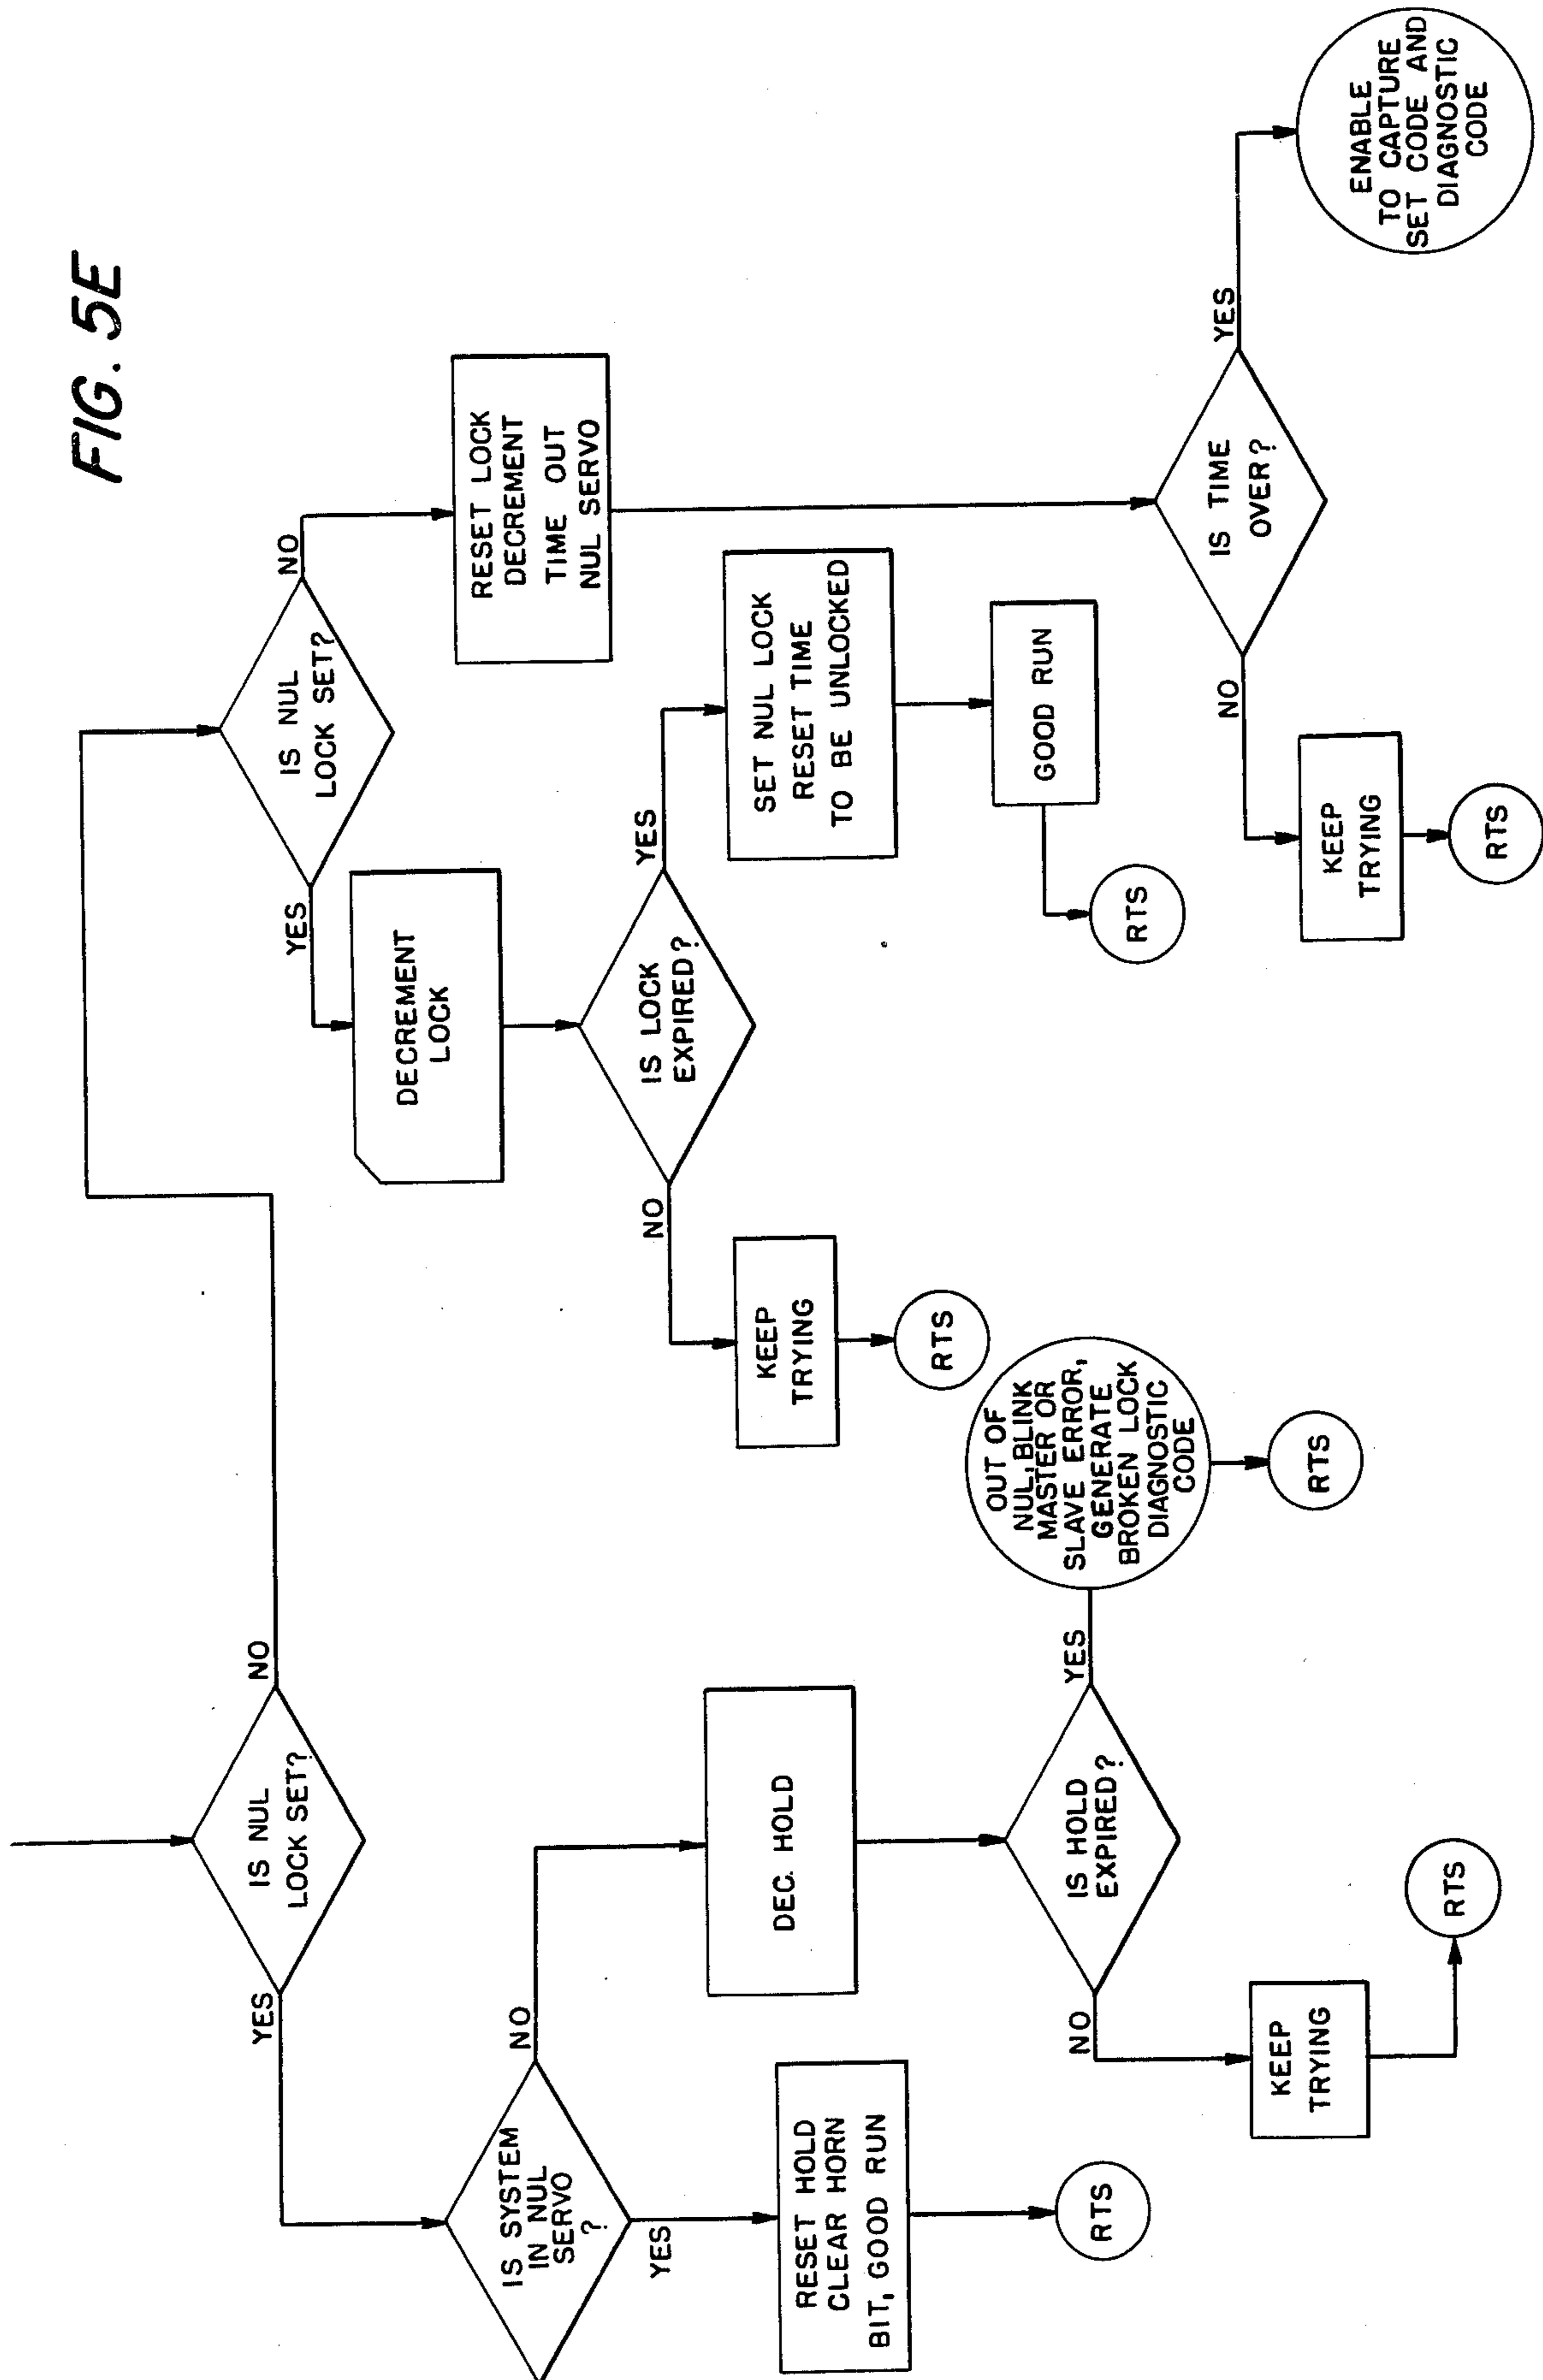 FIG. 5E
IS NUL
LOCK SET?
YES
NO
IS SYSTEM
IN NUL
SERVO
?
YES
NO
RESET HOLD
CLEAR HORN
BIT, GOOD RUN
RTS
DEC. HOLD
IS HOLD
EXPIRED?
NO
YES
KEEP
TRYING
RTS
OUT OF
NUL, BLINK
MASTER OR
SLAVE ERROR,
GENERATE
BROKEN LOCK
DIAGNOSTIC
CODE
RTS
IS NUL
LOCK SET?
YES
NO
DECREMENT
LOCK
IS LOCK
EXPIRED?
NO
YES
KEEP
TRYING
RTS
SET NUL LOCK
RESET TIME
TO BE UNLOCKED
GOOD RUN
RTS
RESET LOCK
DECREMENT
TIME OUT
NUL SERVO
IS TIME
OVER?
NO
YES
KEEP
TRYING
RTS
ENABLE
TO CAPTURE
SET CODE AND
DIAGNOSTIC
CODE